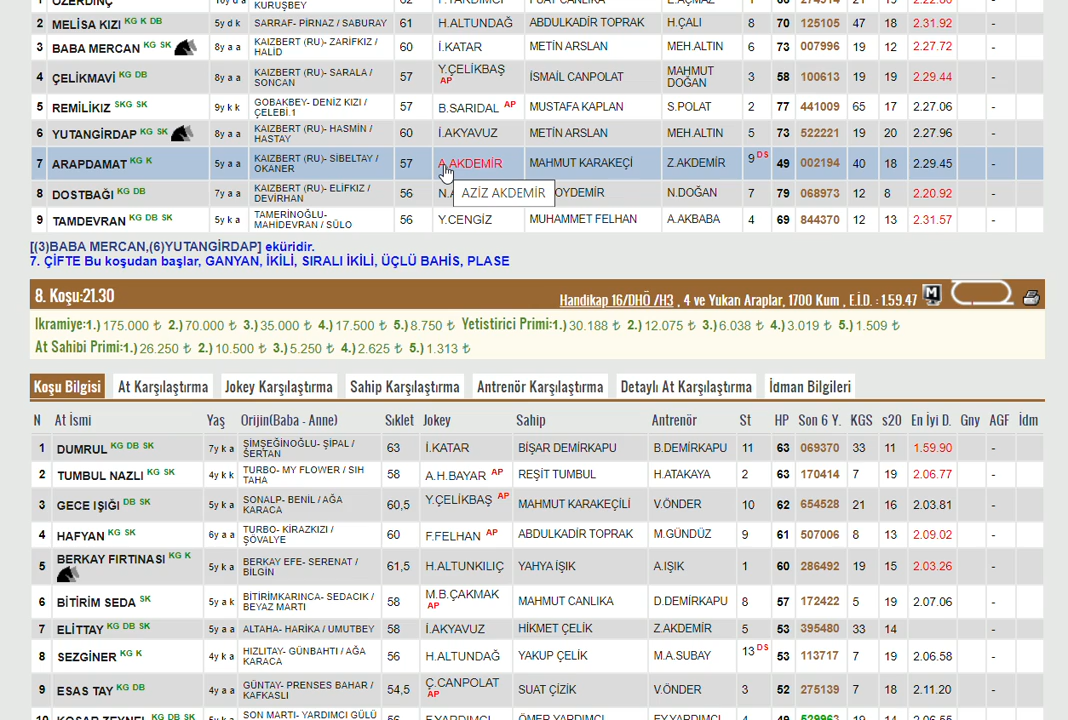 ÖZERDİNÇ KURUŞBEY 62
2 MELİSA KIZI KG K DB 5y d k SARRAF- PİRNAZ / SABURAY 61 H.ALTUNDAĞ ABDULKADİR TOPRAK H.ÇALI 8 70 125105 47 18 2.31.92
3 BABA MERCAN KG SK 8y a a KAIZBERT (RU)- ZARİFKIZ / HALİD 60 İ.KATAR METİN ARSLAN MEH.ALTIN 6 73 007996 19 12 2.27.72 -
4 ÇELİKMAVİ KG DB 8y a a KAIZBERT (RU)- SARALA / SONCAN 57 Y.ÇELİKBAŞ AP İSMAİL CANPOLAT MAHMUT DOĞAN 3 58 100613 19 19 2.29.44 -
5 REMİLİKIZ SKG SK 9y k k GOBAKBEY- DENİZ KIZI / ÇELEBİ.1 57 B.SARIDAL AP MUSTAFA KAPLAN S.POLAT 2 77 441009 65 17 2.27.06 -
6 YUTANGİRDAP KG SK 8y a a KAIZBERT (RU)- HASMİN / HASTAY 60 İ.AKYAVUZ METİN ARSLAN MEH.ALTIN 5 73 522221 19 20 2.27.96 -
7 ARAPDAMAT KG K 5y a a KAIZBERT (RU)- SİBELTAY / OKANER 57 A.AKDEMİR MAHMUT KARAKEÇİ Z.AKDEMİR 9 DS 49 002194 40 18 2.29.45 -
AZİZ AKDEMİR
8 DOSTBAĞI KG DB 7y a a KAIZBERT (RU)- ELİFKIZ / DEVİRHAN 56 OYDEMİR N.DOĞAN 7 79 068973 12 8 2.20.92 -
9 TAMDEVRAN KG DB SK 5y k a TAMERİNOĞLU- MAHİDEVRAN / SÜLO 56 Y.CENGİZ MUHAMMET FELHAN A.AKBABA 4 69 844370 12 13 2.31.57 -
[(3)BABA MERCAN,(6)YUTANGİRDAP] eküridir.
7. ÇİFTE Bu koşudan başlar, GANYAN, İKİLİ, SIRALI İKİLİ, ÜÇLÜ BAHİS, PLASE
8. Koşu:21.30 Handikap 16/DHÖ /H3 , 4 ve Yukarı Araplar, 1700 Kum , E.İ.D. : 1.59.47
İkramiye:1.) 175.000 ₺ 2.) 70.000 ₺ 3.) 35.000 ₺ 4.) 17.500 ₺ 5.) 8.750 ₺ Yetistirici Primi:1.) 30.188 ₺ 2.) 12.075 ₺ 3.) 6.038 ₺ 4.) 3.019 ₺ 5.) 1.509 ₺
At Sahibi Primi:1.) 26.250 ₺ 2.) 10.500 ₺ 3.) 5.250 ₺ 4.) 2.625 ₺ 5.) 1.313 ₺
Koşu Bilgisi At Karşılaştırma Jokey Karşılaştırma Sahip Karşılaştırma Antrenör Karşılaştırma Detaylı At Karşılaştırma İdman Bilgileri
N At İsmi Yaş Orijin(Baba - Anne) Sıklet Jokey Sahip Antrenör St HP Son 6 Y. KGS s20 En İyi D. Gny AGF İdm
1 DUMRUL KG DB SK 7y k a ŞİMŞEĞİNOĞLU- ŞİPAL / SERTAN 63 İ.KATAR BİŞAR DEMİRKAPU B.DEMİRKAPU 11 63 069370 33 11 1.59.90 -
2 TUMBUL NAZLI KG SK 4y k k TURBO- MY FLOWER / SIH TAHA 58 A.H.BAYAR AP REŞİT TUMBUL H.ATAKAYA 2 63 170414 7 19 2.06.77 -
3 GECE IŞIĞI DB SK 5y k a SONALP- BENİL / AĞA KARACA 60,5 Y.ÇELİKBAŞ AP MAHMUT KARAKEÇİLİ V.ÖNDER 10 62 654528 21 16 2.03.81 -
4 HAFYAN KG SK 6y a a TURBO- KİRAZKIZI / ŞÖVALYE 60 F.FELHAN AP ABDULKADİR TOPRAK M.GÜNDÜZ 9 61 507006 8 13 2.09.02 -
5 BERKAY FIRTINASI KG K 5y k a BERKAY EFE- SERENAT / BİLGİN 61,5 H.ALTUNKILIÇ YAHYA IŞIK A.IŞIK 1 60 286492 19 15 2.03.26 -
6 BİTİRİM SEDA SK 5y a k BİTİRİMKARINCA- SEDACIK / BEYAZ MARTI 58 M.B.ÇAKMAK AP MAHMUT CANLIKA D.DEMİRKAPU 8 57 172422 5 19 2.07.06 -
7 ELİTTAY KG DB SK 5y a a ALTAHA- HARİKA / UMUTBEY 58 İ.AKYAVUZ HİKMET ÇELİK Z.AKDEMİR 5 53 395480 33 14 -
8 SEZGİNER KG K 4y k a HIZLITAY- GÜNBAHTI / AĞA KARACA 56 H.ALTUNDAĞ YAKUP ÇELİK M.A.SUBAY 13 DS 53 113717 7 19 2.06.58 -
9 ESAS TAY KG DB 4y a a GÜNTAY- PRENSES BAHAR / KAFKASLI 54,5 Ç.CANPOLAT AP SUAT ÇİZİK V.ÖNDER 3 52 275139 7 18 2.11.20 -
SON MARTI- YARDIMCI GÜLÜ